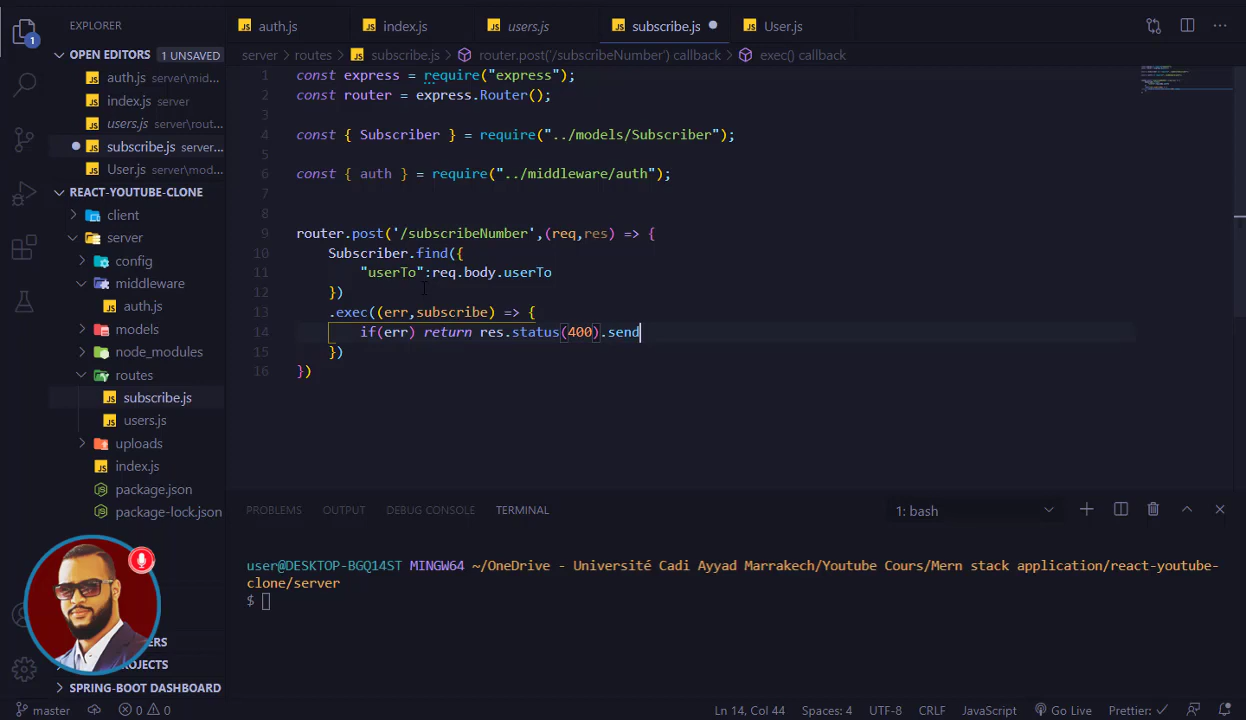 EXPLORER
OPEN EDITORS 1 UNSAVED
auth.js server\mid...
index.js server
users.js server\rout...
subscribe.js server...
User.js server\mod...
REACT-YOUTUBE-CLONE
client
server
config
middleware
auth.js
models
node_modules
routes
subscribe.js
users.js
uploads
index.js
package.json
package-lock.json
SPRING-BOOT DASHBOARD
auth.js index.js users.js subscribe.js User.js
server > routes > subscribe.js > router.post('/subscribeNumber') callback > exec() callback
1 const express = require("express");
2 const router = express.Router();
3
4 const { Subscriber } = require("../models/Subscriber");
5
6 const { auth } = require("../middleware/auth");
7
8
9 router.post('/subscribeNumber',(req,res) => {
10 Subscriber.find({
11 "userTo":req.body.userTo
12 })
13 .exec((err,subscribe) => {
14 if(err) return res.status(400).send
15 })
16 })
PROBLEMS OUTPUT DEBUG CONSOLE TERMINAL 1: bash
user@DESKTOP-BGQ14ST MINGW64 ~/OneDrive - Université Cadi Ayyad Marrakech/Youtube Cours/Mern stack application/react-youtube-
clone/server
$
master 0 0 Ln 14, Col 44 Spaces: 4 UTF-8 CRLF JavaScript Go Live Prettier: ✓